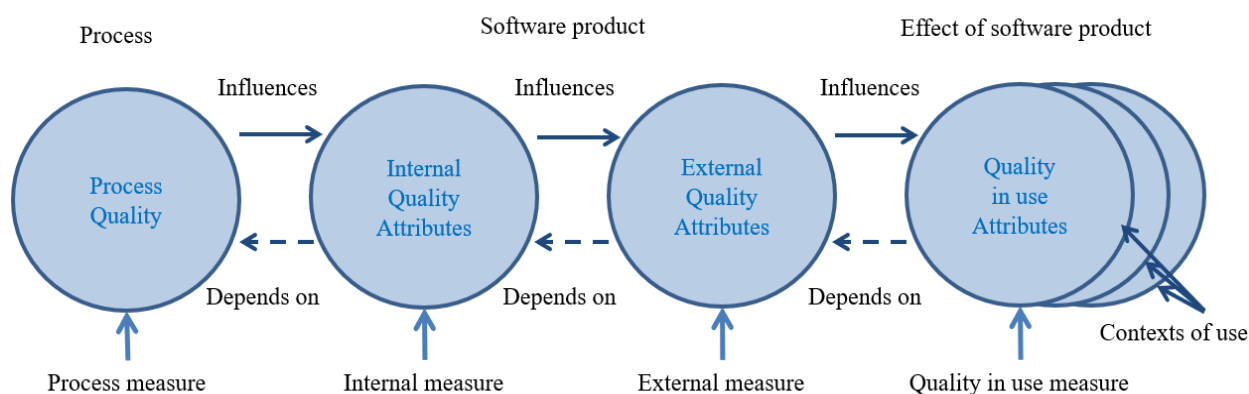 Process
Software product
Effect of software product
Influences
Influences
Influences
Process
Quality
Internal
Quality
Attributes
External
Quality
Attributes
Quality
in use
Attributes
Depends on
Depends on
Depends on
Contexts of use
Process measure
Internal measure
External measure
Quality in use measure